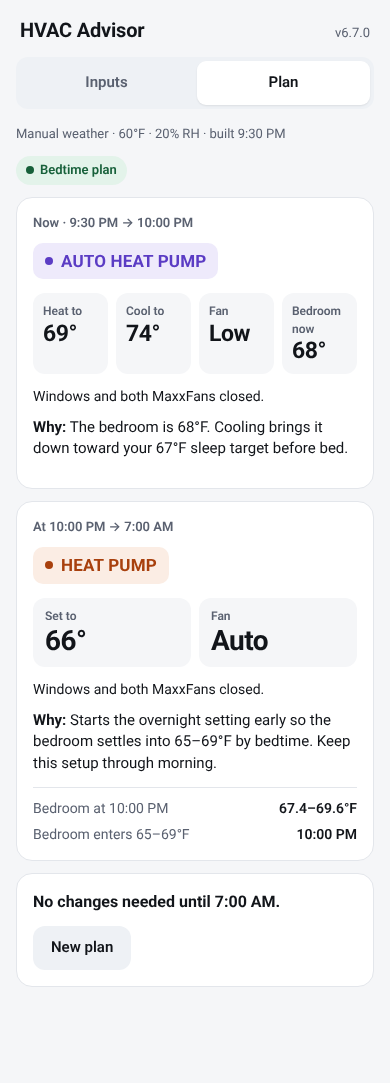 HVAC Advisor
v6.7.0
Inputs
Plan
Manual weather · 60°F · 20% RH · built 9:30 PM
Bedtime plan
Now · 9:30 PM → 10:00 PM
AUTO HEAT PUMP
Heat to
69°
Cool to
74°
Fan
Low
Bedroom
now
68°
Windows and both MaxxFans closed.
Why: The bedroom is 68°F. Cooling brings it
down toward your 67°F sleep target before bed.
At 10:00 PM → 7:00 AM
HEAT PUMP
Set to
66°
Fan
Auto
Windows and both MaxxFans closed.
Why: Starts the overnight setting early so the
bedroom settles into 65–69°F by bedtime. Keep
this setup through morning.
Bedroom at 10:00 PM 67.4–69.6°F
Bedroom enters 65–69°F 10:00 PM
No changes needed until 7:00 AM.
New plan